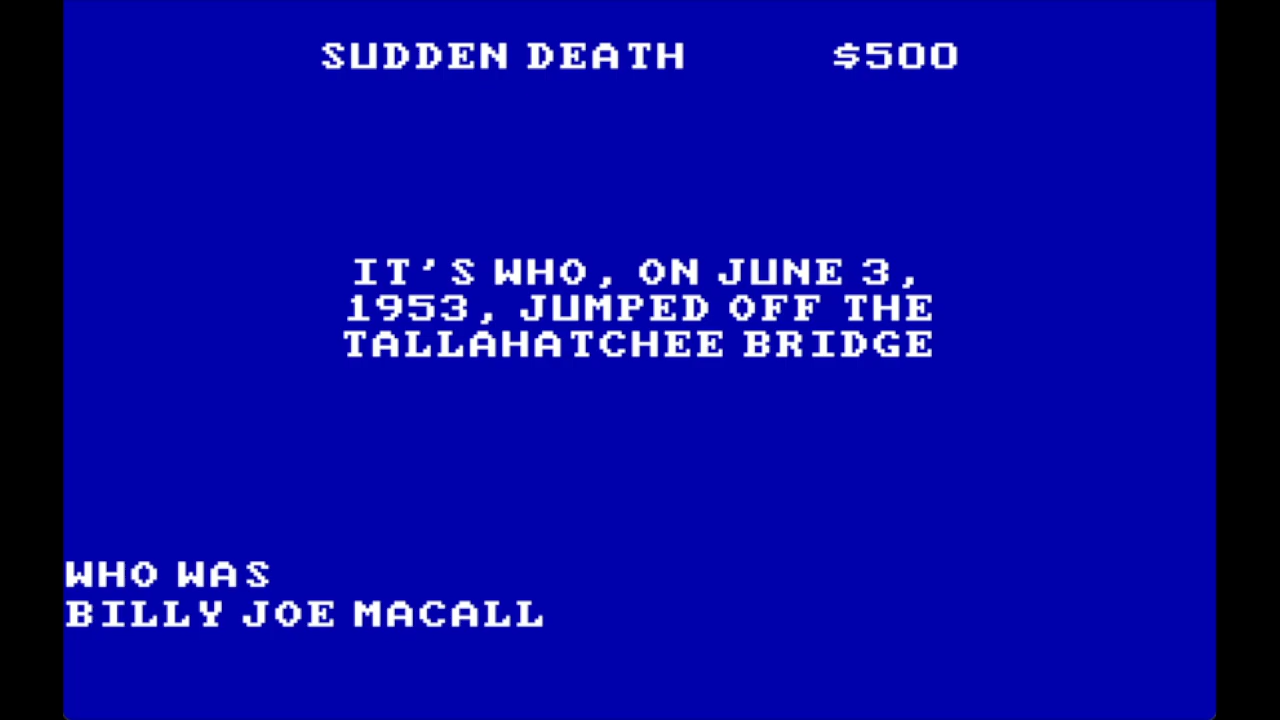 SUDDEN DEATH $500
IT'S WHO, ON JUNE 3,
1953, JUMPED OFF THE
TALLAHATCHEE BRIDGE
WHO WAS
BILLY JOE MACALL